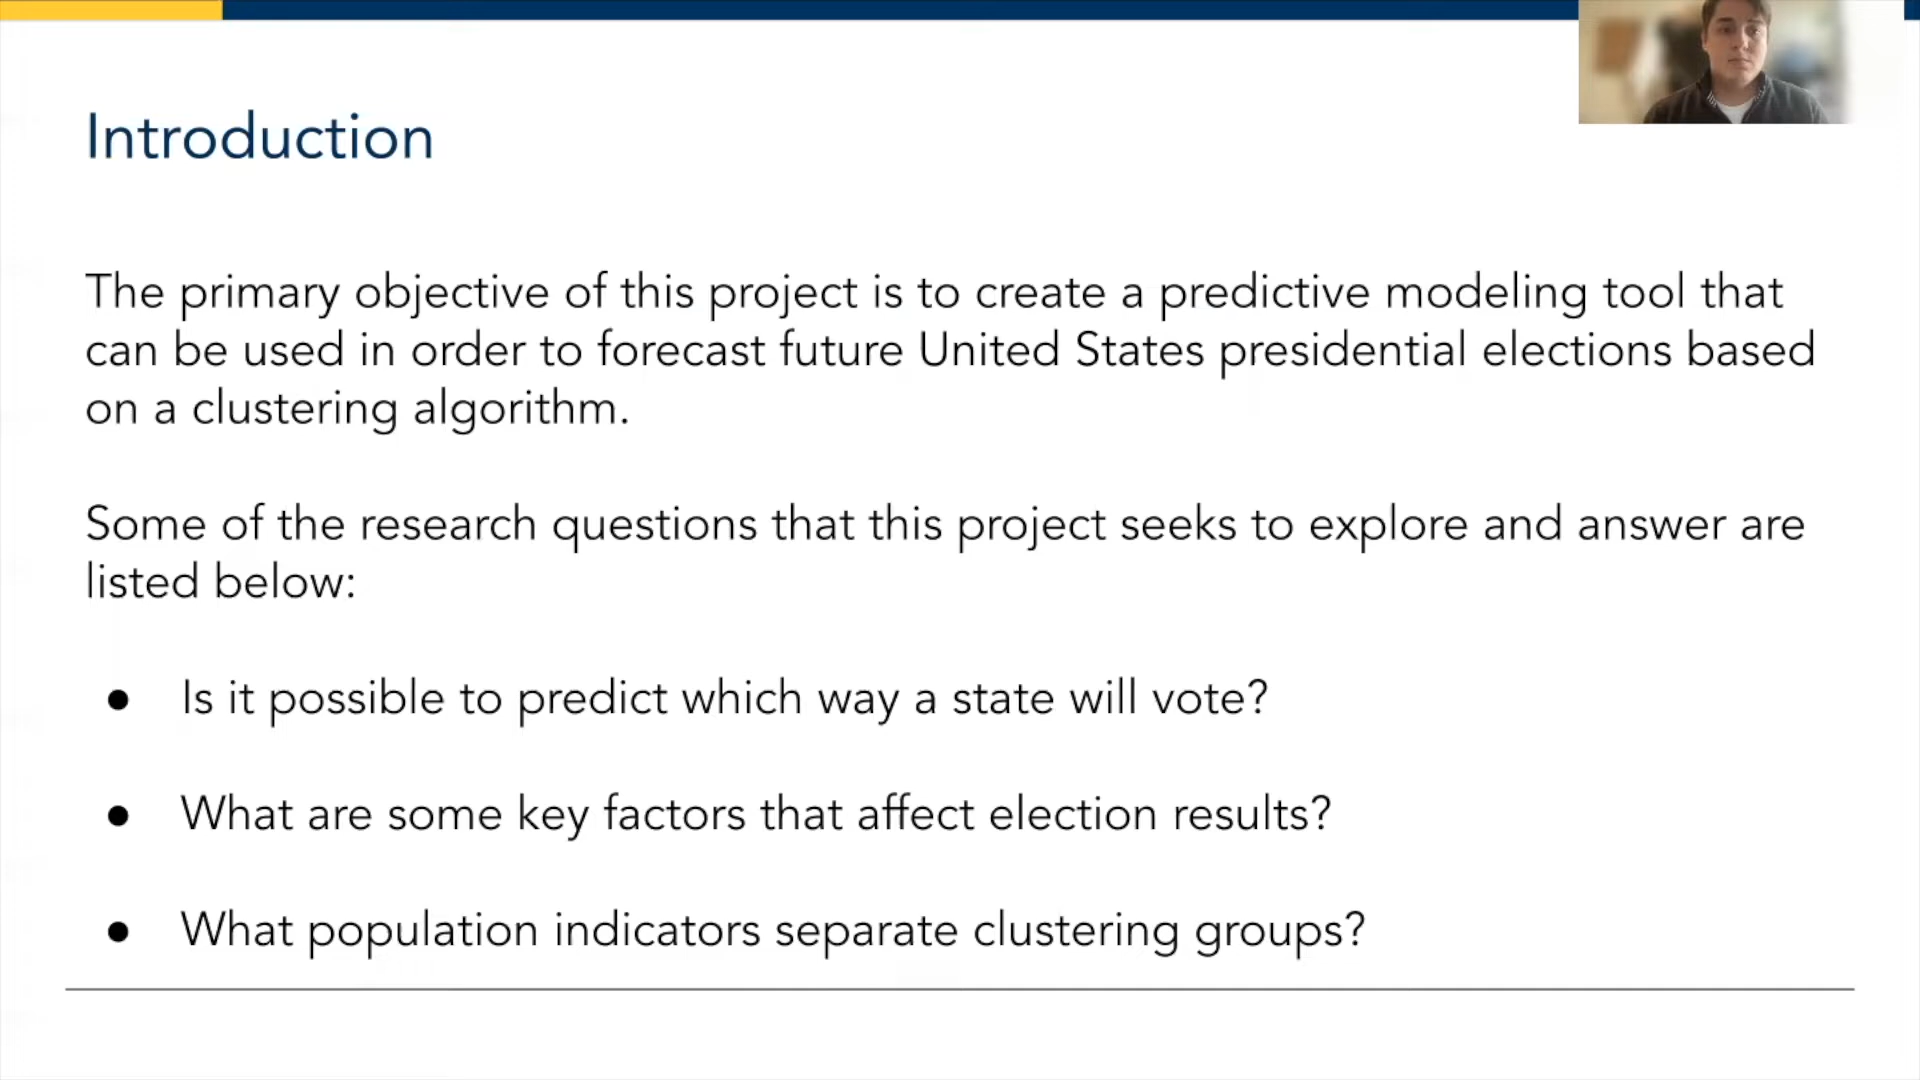 Introduction
The primary objective of this project is to create a predictive modeling tool that
can be used in order to forecast future United States presidential elections based
on a clustering algorithm.
Some of the research questions that this project seeks to explore and answer are
listed below:
● Is it possible to predict which way a state will vote?
● What are some key factors that affect election results?
● What population indicators separate clustering groups?